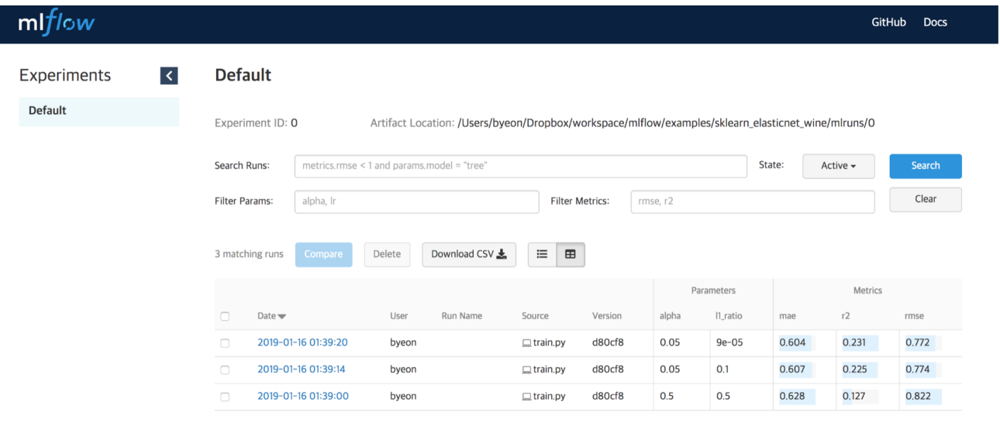 mlflow GitHub Docs
Experiments
Default
Default
Experiment ID: 0 Artifact Location: /Users/byeon/Dropbox/workspace/mlflow/examples/sklearn_elasticnet_wine/mlruns/0
Search Runs: metrics.rmse < 1 and params.model = "tree" State: Active Search
Filter Params: alpha, lr Filter Metrics: rmse, r2 Clear
3 matching runs Compare Delete Download CSV
Parameters Metrics
Date User Run Name Source Version alpha l1_ratio mae r2 rmse
2019-01-16 01:39:20 byeon train.py d80cf8 0.05 9e-05 0.604 0.231 0.772
2019-01-16 01:39:14 byeon train.py d80cf8 0.05 0.1 0.607 0.225 0.774
2019-01-16 01:39:00 byeon train.py d80cf8 0.5 0.5 0.628 0.127 0.822